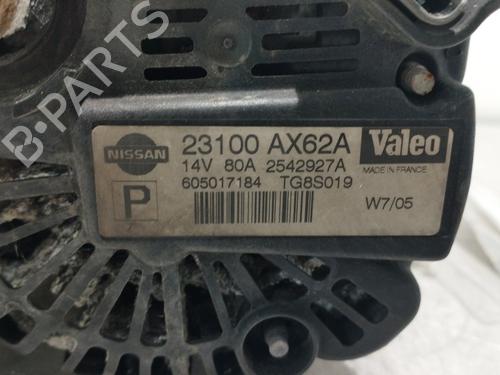 NISSAN
23100 AX62A
Valeo
14V 80A 2542927A
MADE IN FRANCE
P
605017184 TG8S019
W7/05
B-PARTS